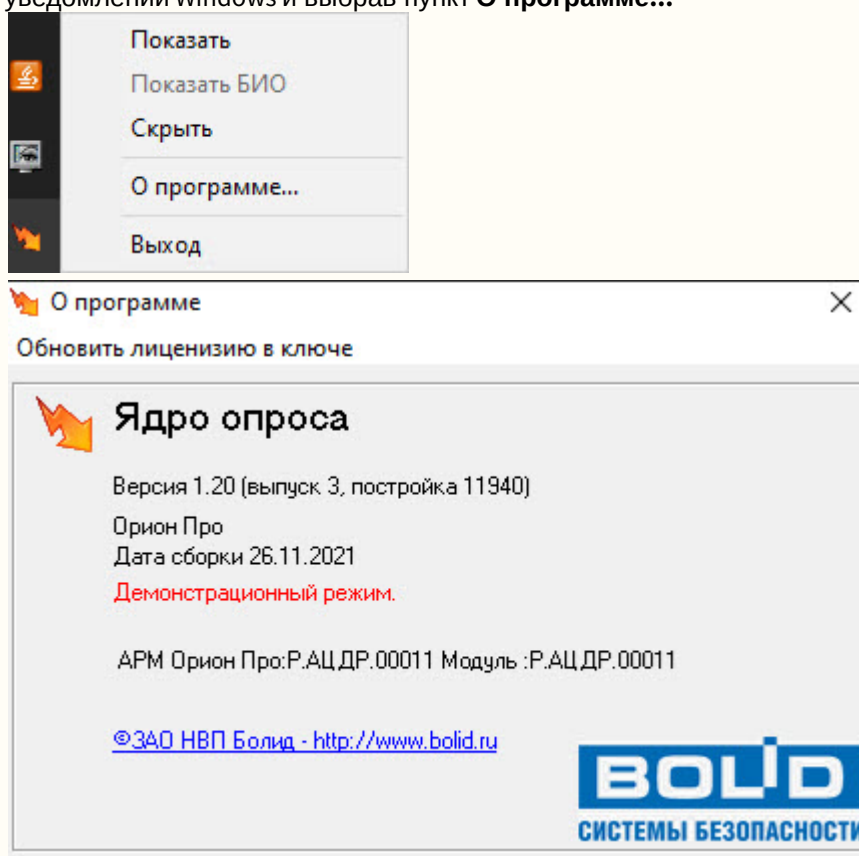 уведомлений Windows и выбрав пункт О программе...
Показать
Показать БИО
Скрыть
О программе...
Выход
О программе
Обновить лиценизию в ключе
Ядро опроса
Версия 1.20 (выпуск 3, постройка 11940)
Орион Про
Дата сборки 26.11.2021
Демонстрационный режим.
АРМ Орион Про:Р.АЦДР.00011 Модуль :Р.АЦДР.00011
©ЗАО НВП Болид - http://www.bolid.ru
BOLID
СИСТЕМЫ БЕЗОПАСНОСТИ